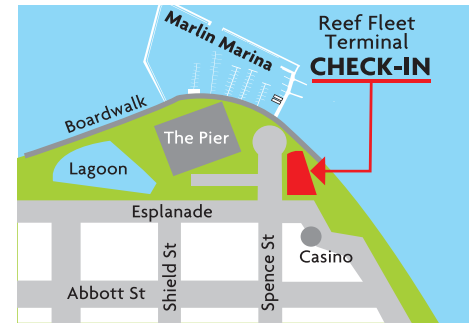 Marlin Marina
Reef Fleet
Terminal
CHECK-IN
Boardwalk
The Pier
Lagoon
Esplanade
Shield St
Spence St
Casino
Abbott St